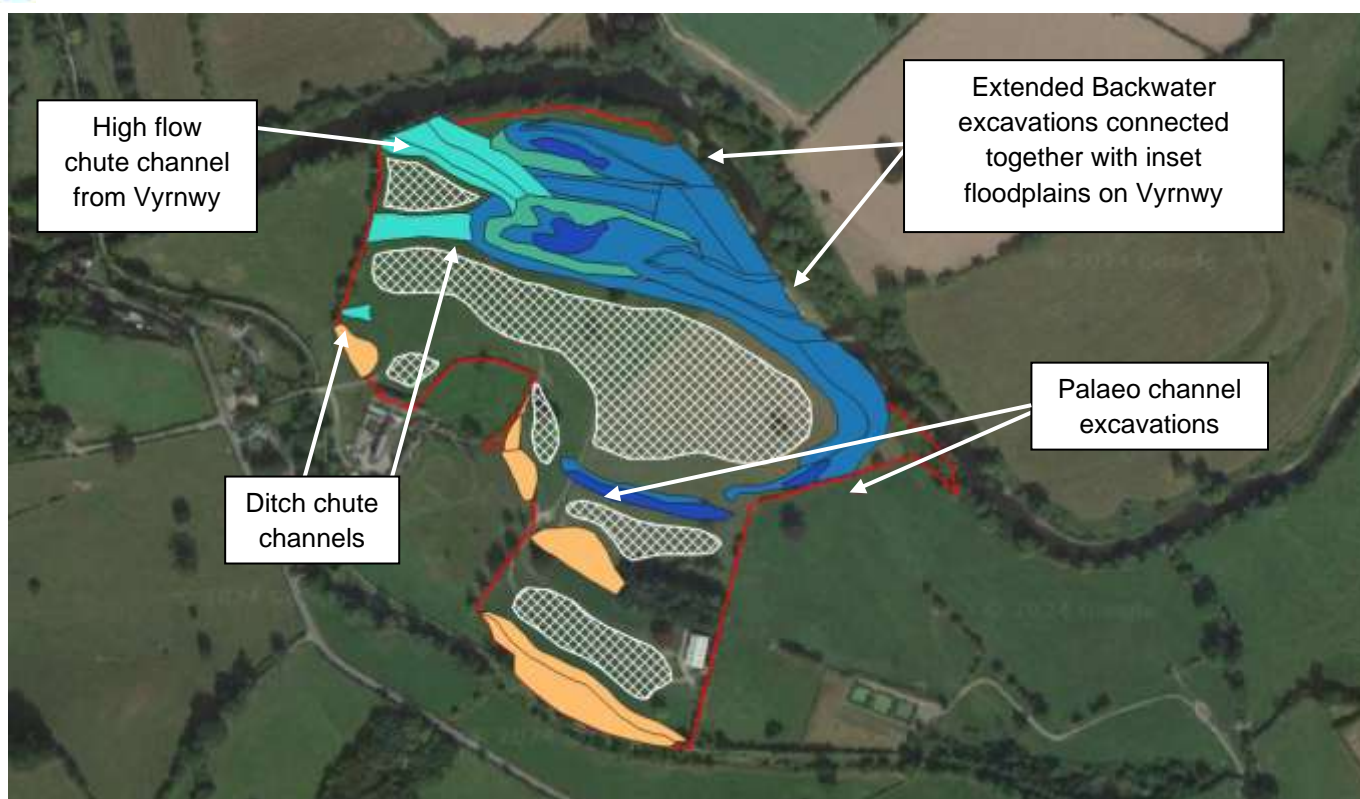 High flow
chute channel
from Vyrnwy
Extended Backwater
excavations connected
together with inset
floodplains on Vyrnwy
Palaeo channel
excavations
Ditch chute
channels